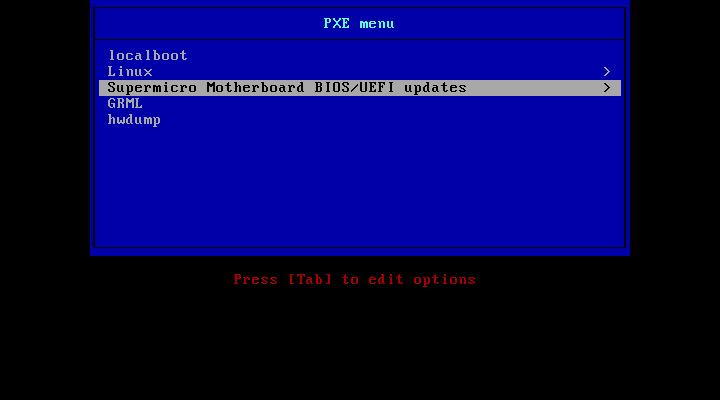 PXE menu
localboot
Linux >
Supermicro Motherboard BIOS/UEFI updates >
GRML
hwdump
Press [Tab] to edit options